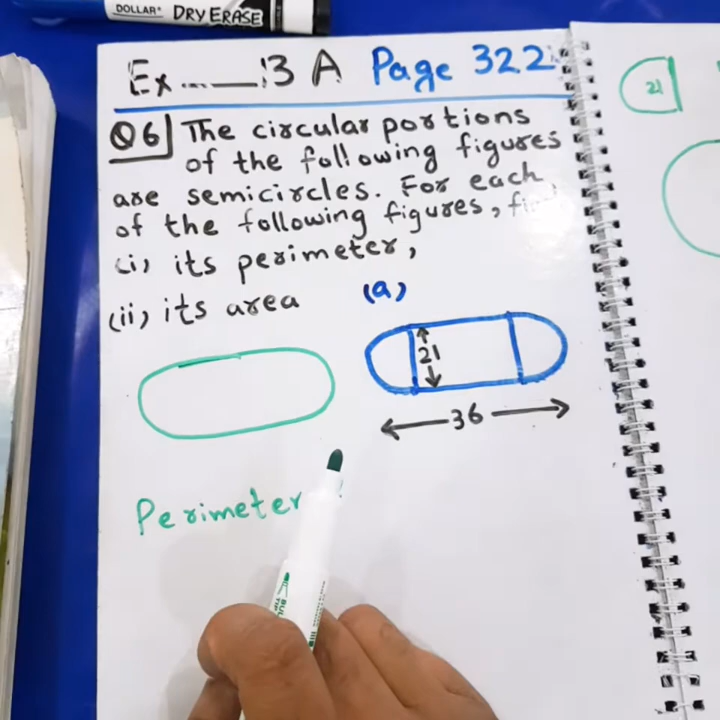 DOLLAR DRY ERASE
Ex......13 A Page 322
Q6 The circular portions
of the following figures
are semicircles. For each
of the following figures,
(i) its perimeter,
(ii) its area
(a)
21
36
Perimeter
21